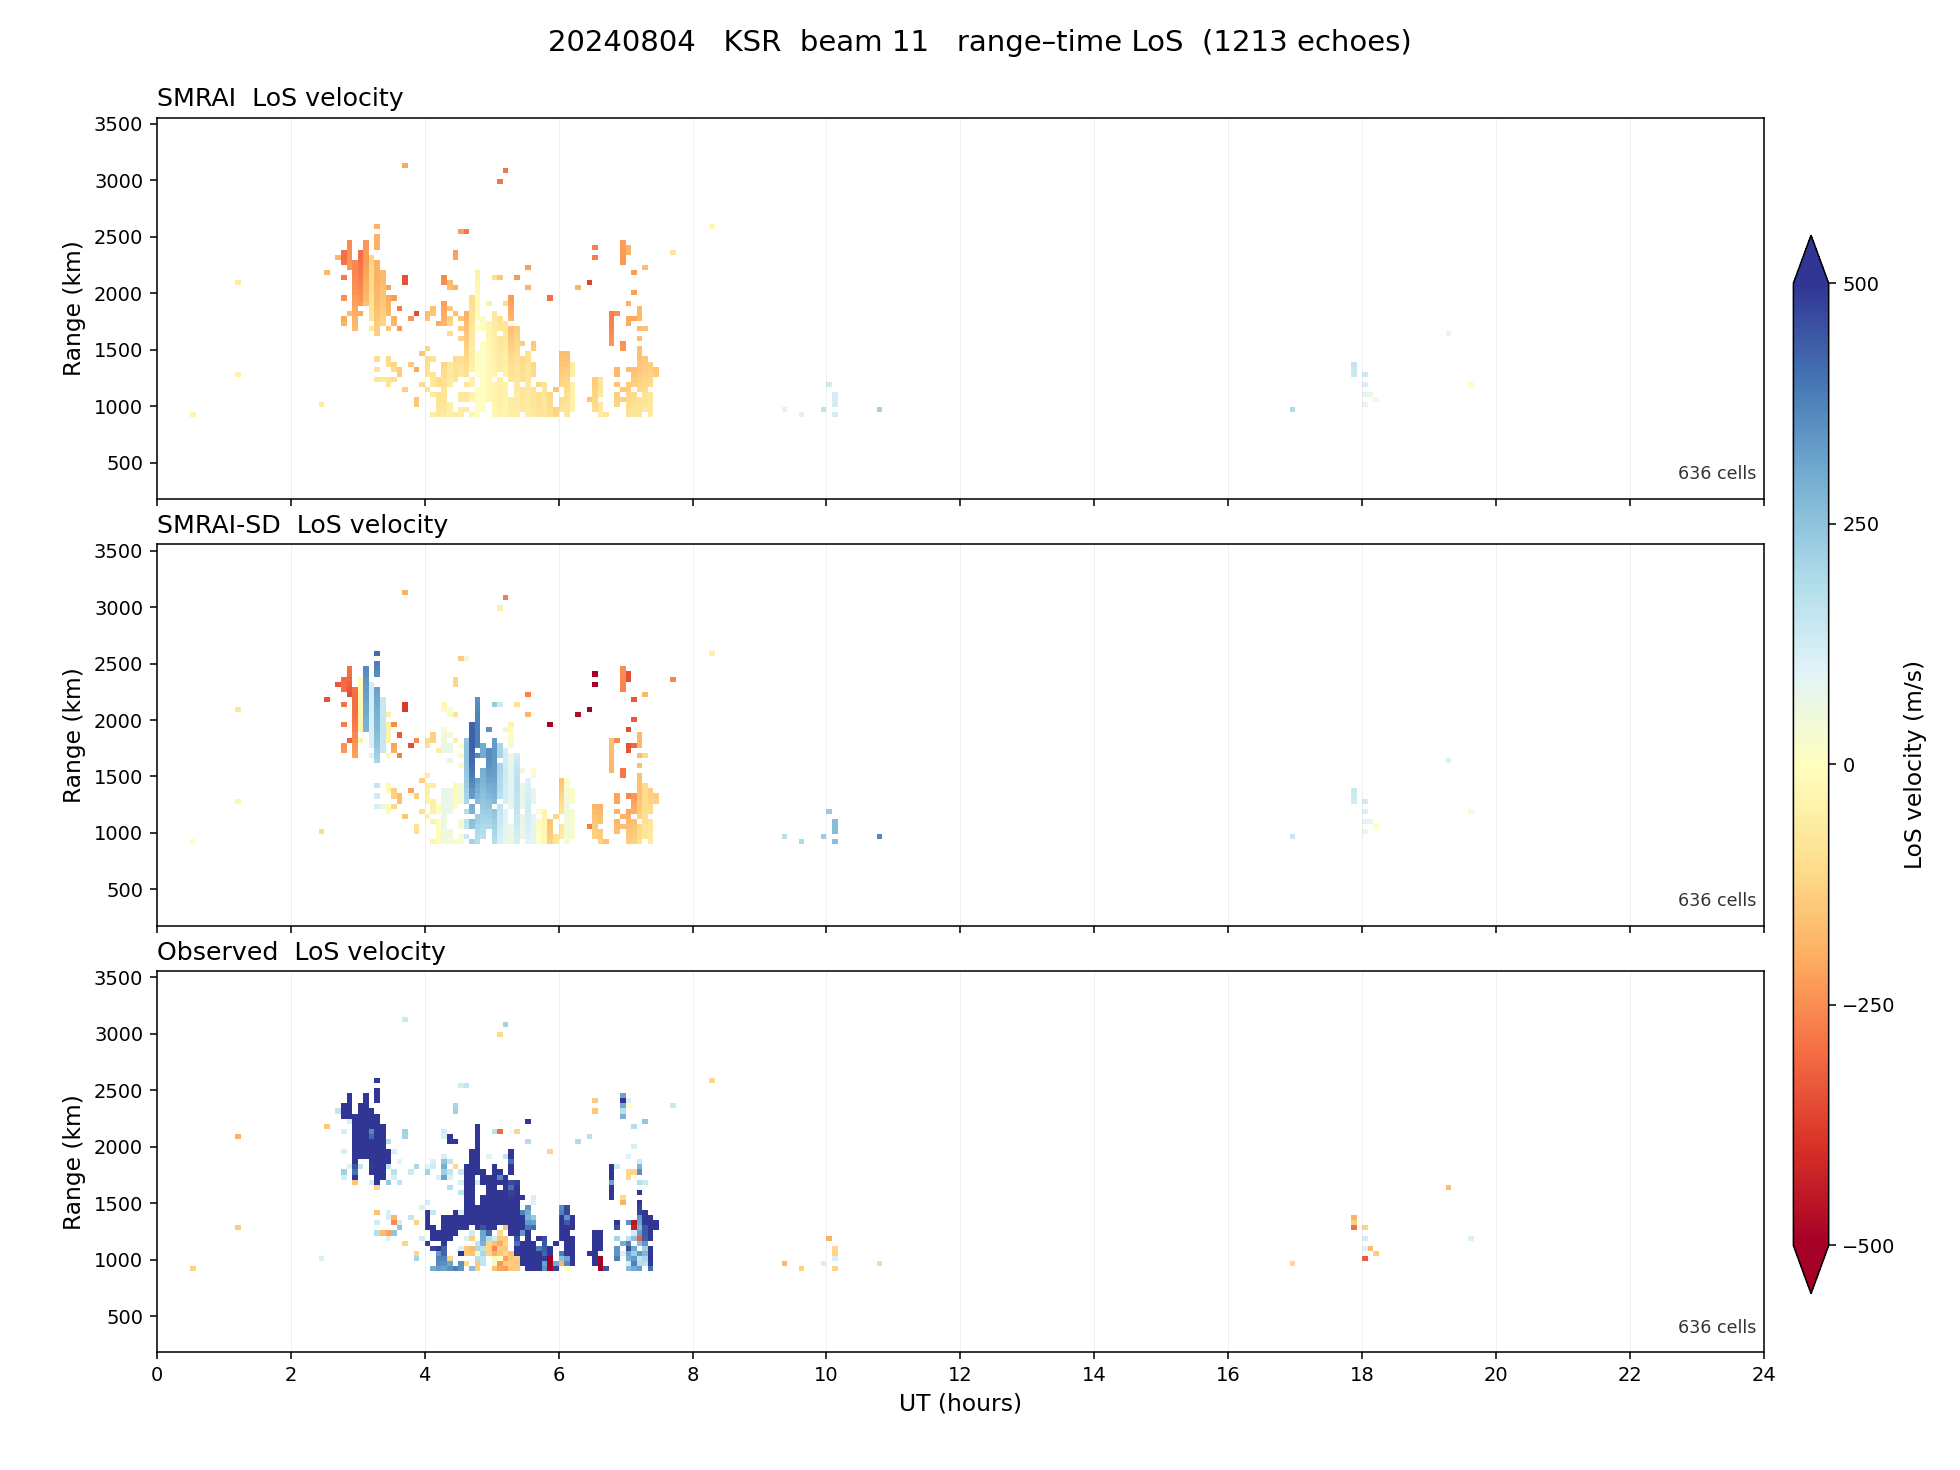 20240804 KSR beam 11 range–time LoS (1213 echoes)
SMRAI LoS velocity
3500
3000
2500
2000
1500
1000
500
Range (km)
636 cells
SMRAI-SD LoS velocity
3500
3000
2500
2000
1500
1000
500
Range (km)
636 cells
Observed LoS velocity
3500
3000
2500
2000
1500
1000
500
Range (km)
636 cells
0 2 4 6 8 10 12 14 16 18 20 22 24
UT (hours)
500
250
0
−250
−500
LoS velocity (m/s)